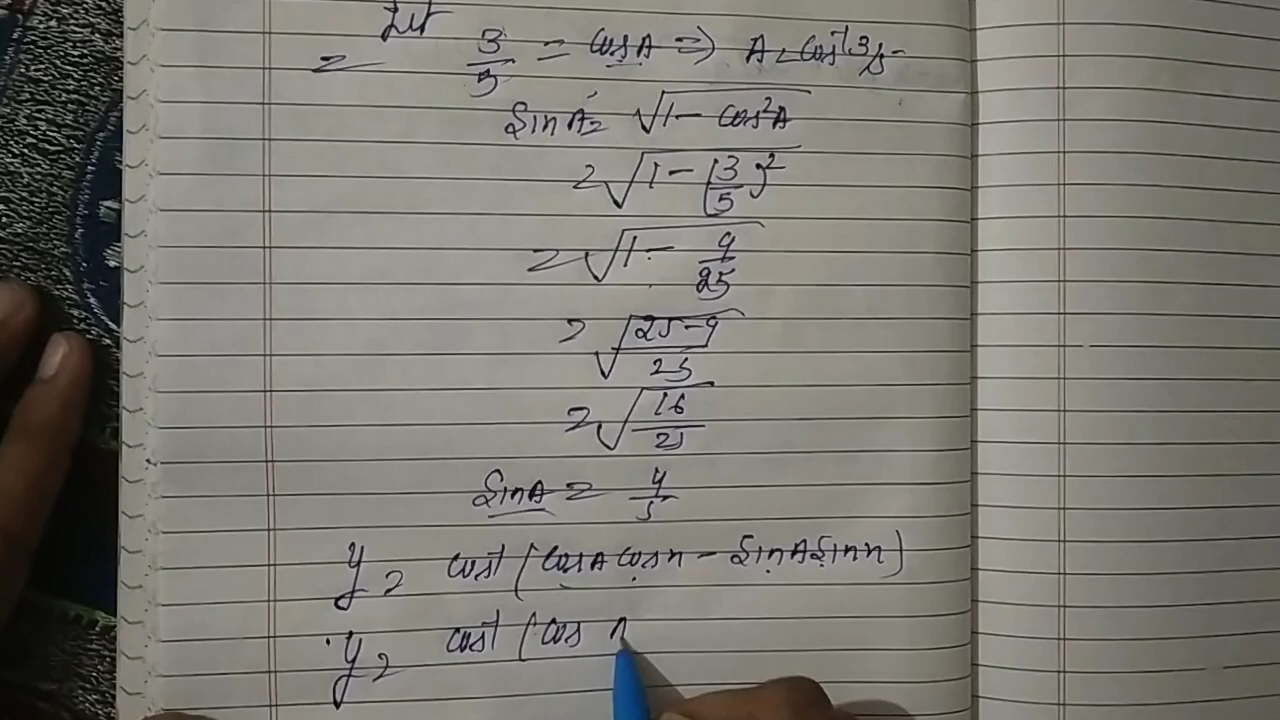 = Let 3/5 = cosA ⇒ A = cos⁻¹ 3/5
SinA = √(1 - cos²A)
= √(1 - (3/5)²)
= √(1 - 9/25)
= √((25-9)/25)
= √(16/25)
SinA = 4/5
y = cos⁻¹(cosA cosx - SinA Sinx)
y = cos⁻¹(cos